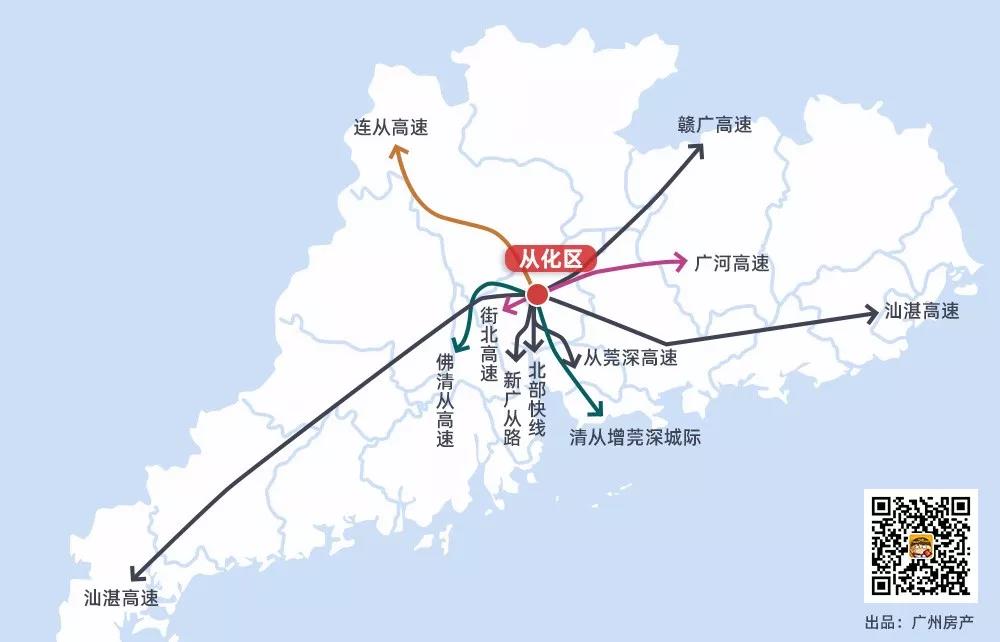 连从高速
赣广高速
从化区
广河高速
汕湛高速
街北高速
从莞深高速
佛清从高速
新广从路
北部快线
清从增莞深城际
汕湛高速
出品：广州房产